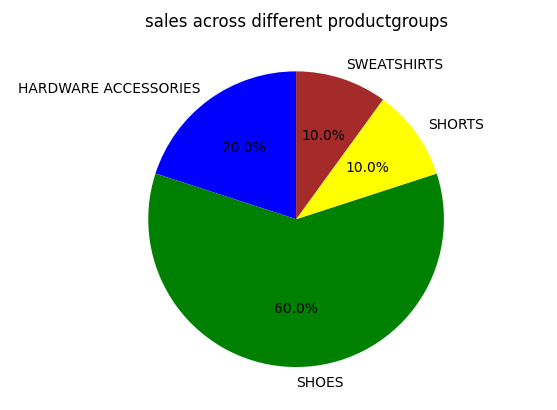 sales across different productgroups
SWEATSHIRTS
HARDWARE ACCESSORIES
SHORTS
10.0%
20.0%
10.0%
60.0%
SHOES